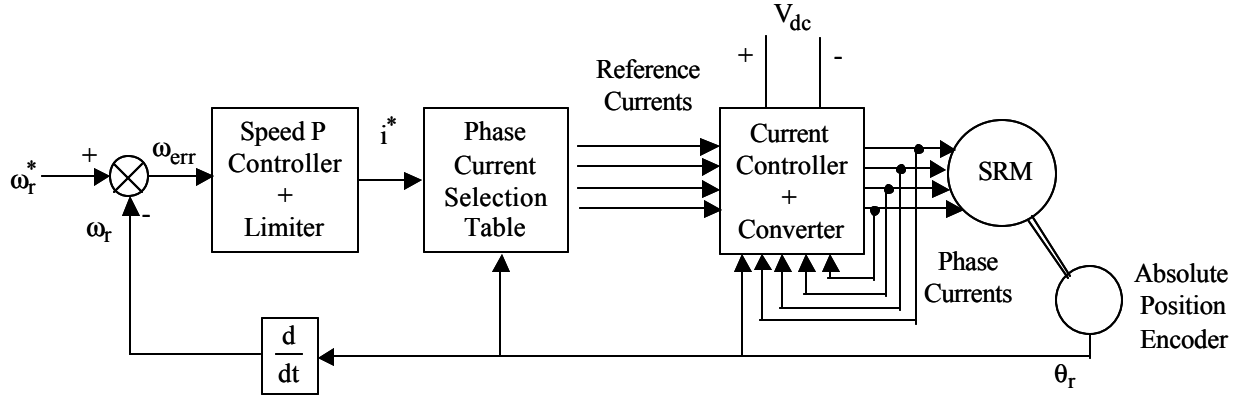 V_dc
+ -
Reference
Currents
ω_r^*
+
-
ω_err
Speed P
Controller
+
Limiter
i^*
Phase
Current
Selection
Table
Current
Controller
+
Converter
SRM
ω_r
Phase
Currents
Absolute
Position
Encoder
d
dt
θ_r